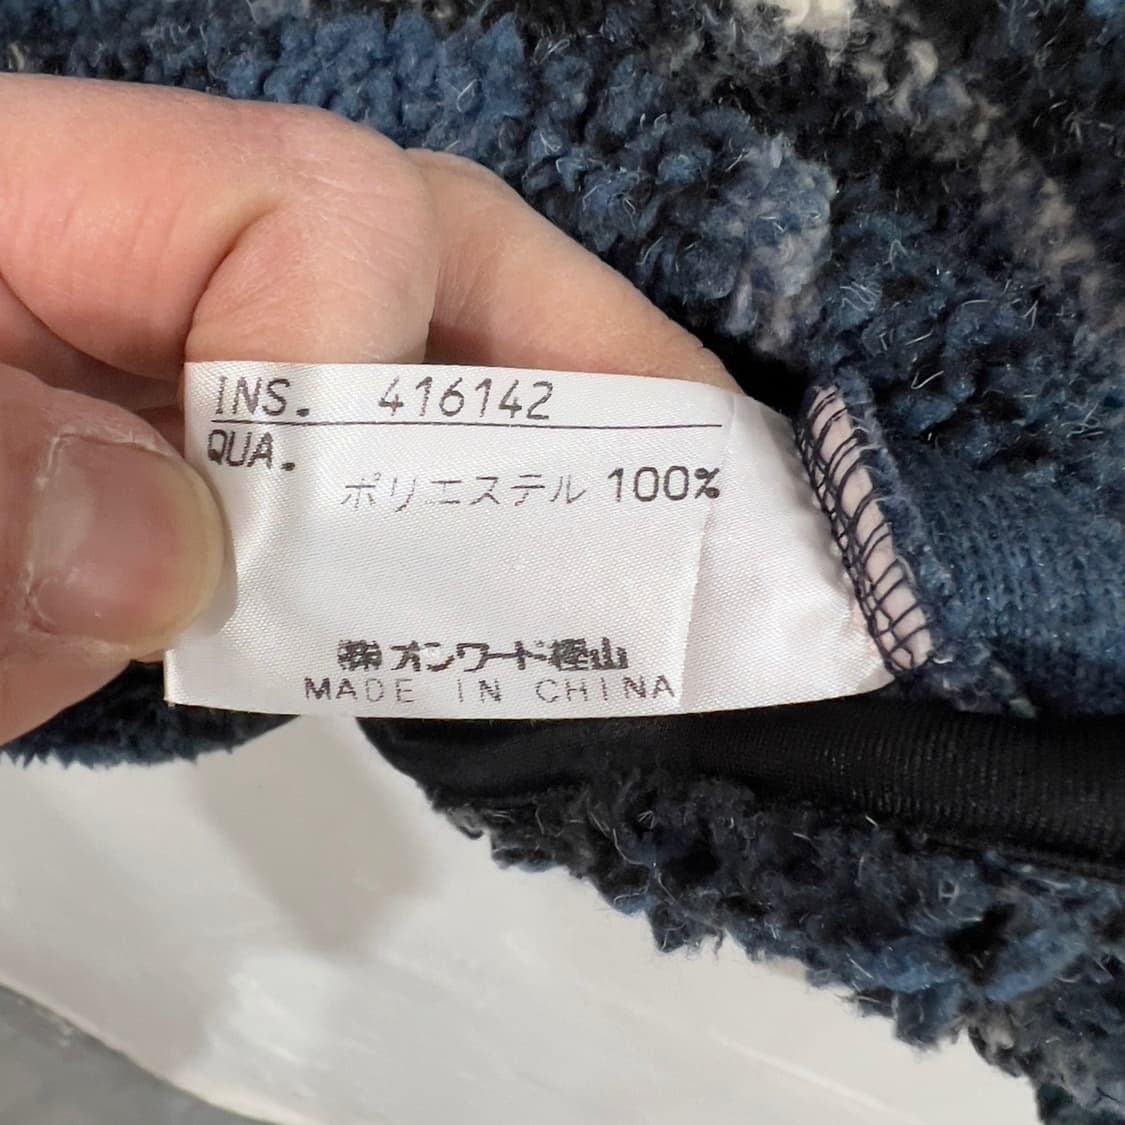 INS. 416142
QUA.
ポリエステル 100%
㈱オンワード樫山
MADE IN CHINA